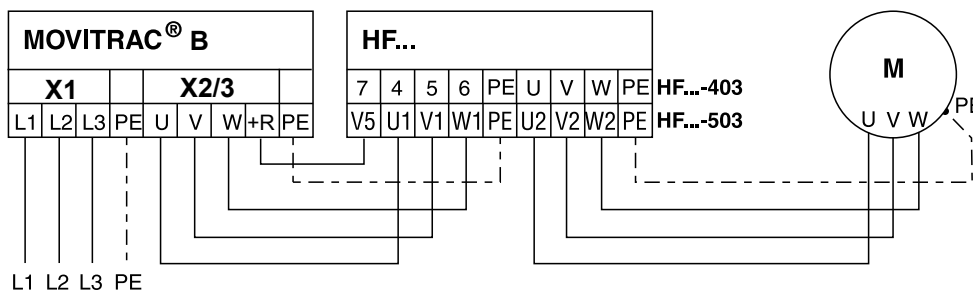 MOVITRAC® B
HF...
M
X1 X2/3
7 4 5 6 PE U V W PE HF...-403
L1 L2 L3 PE U V W +R PE
V5 U1 V1 W1 PE U2 V2 W2 PE HF...-503
U V W
PE
L1 L2 L3 PE